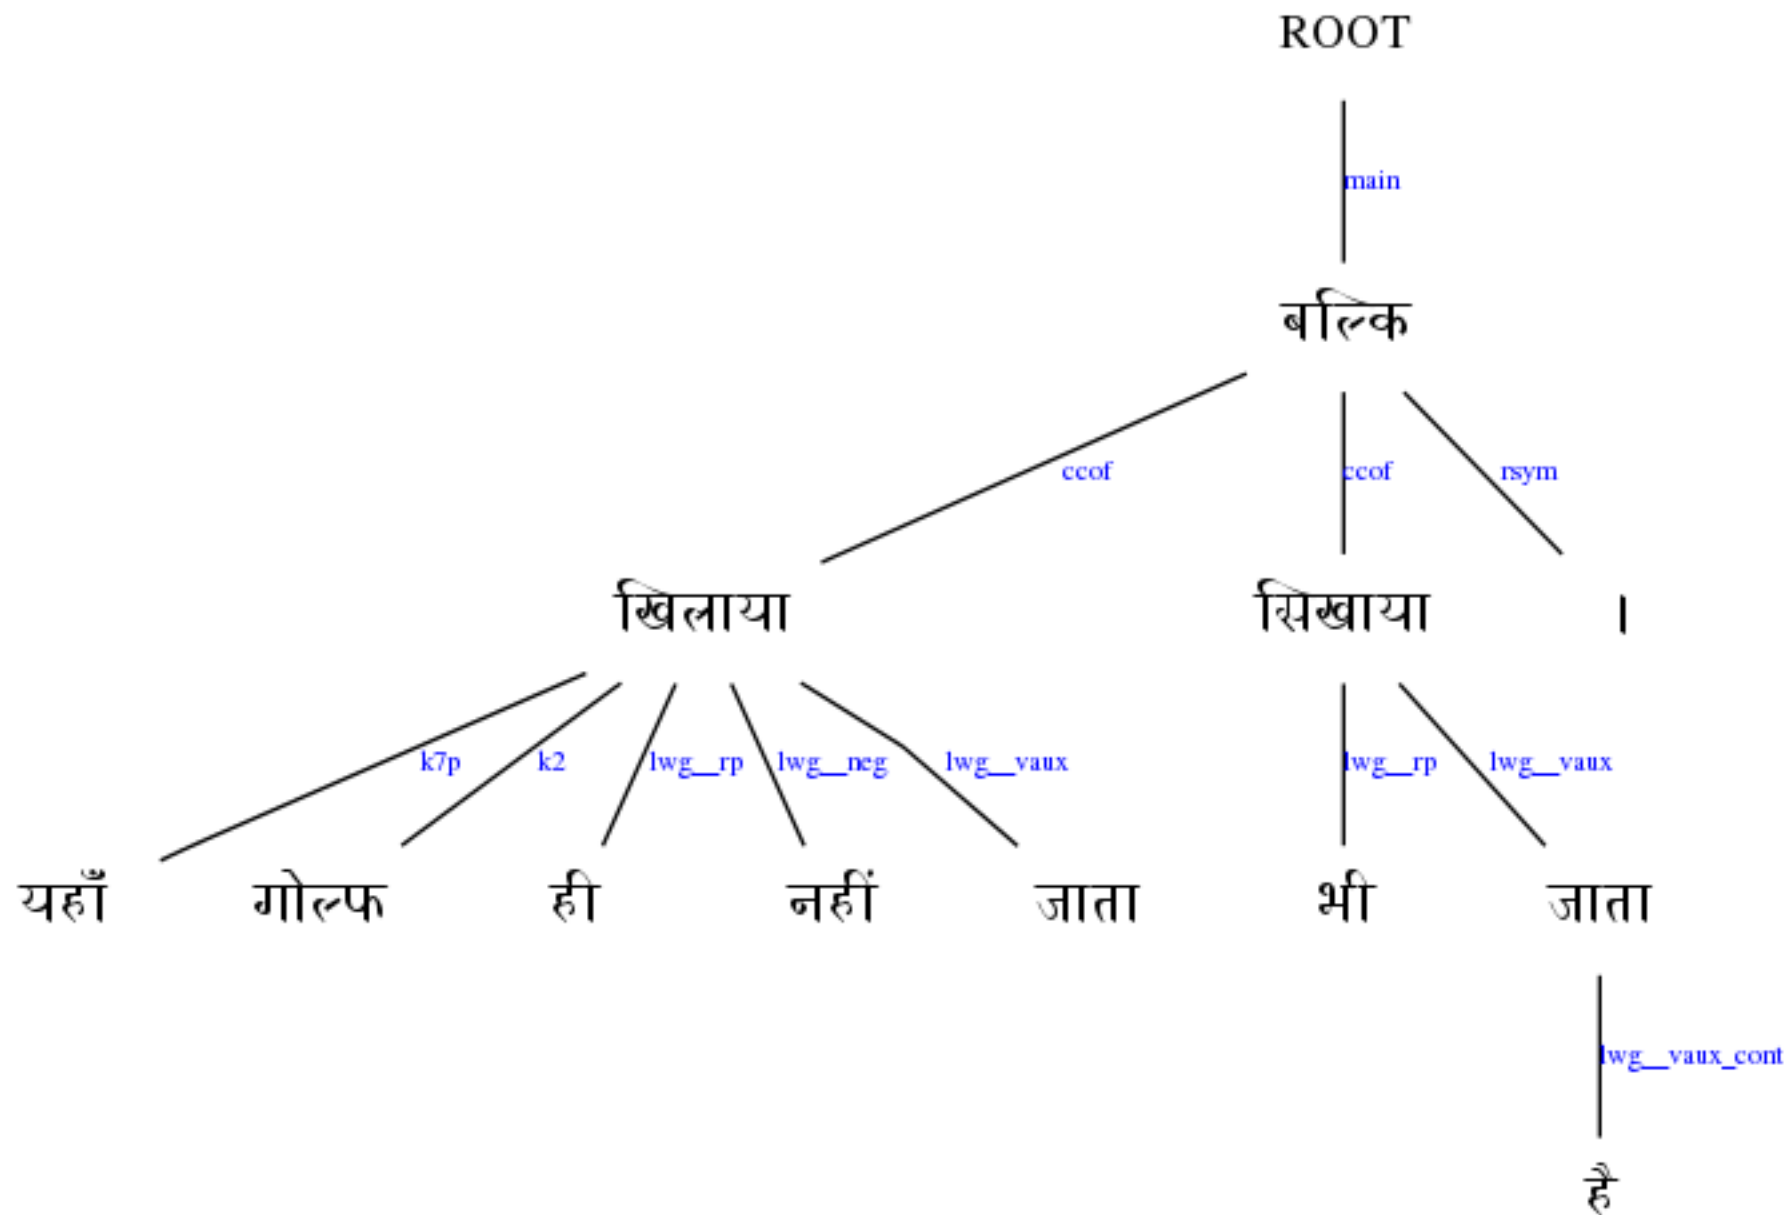 ROOT
main
बल्कि
ccof ccof rsym
खिलाया सिखाया ।
k7p k2 lwg__rp lwg__neg lwg__vaux lwg__rp lwg__vaux
यहाँ गोल्फ ही नहीं जाता भी जाता
lwg__vaux_cont
है